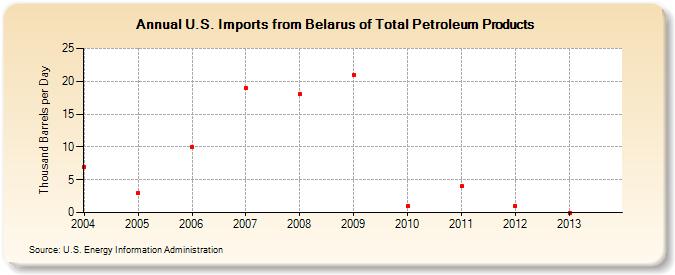 Annual U.S. Imports from Belarus of Total Petroleum Products
Thousand Barrels per Day
25
20
15
10
5
0
2004 2005 2006 2007 2008 2009 2010 2011 2012 2013
Source: U.S. Energy Information Administration